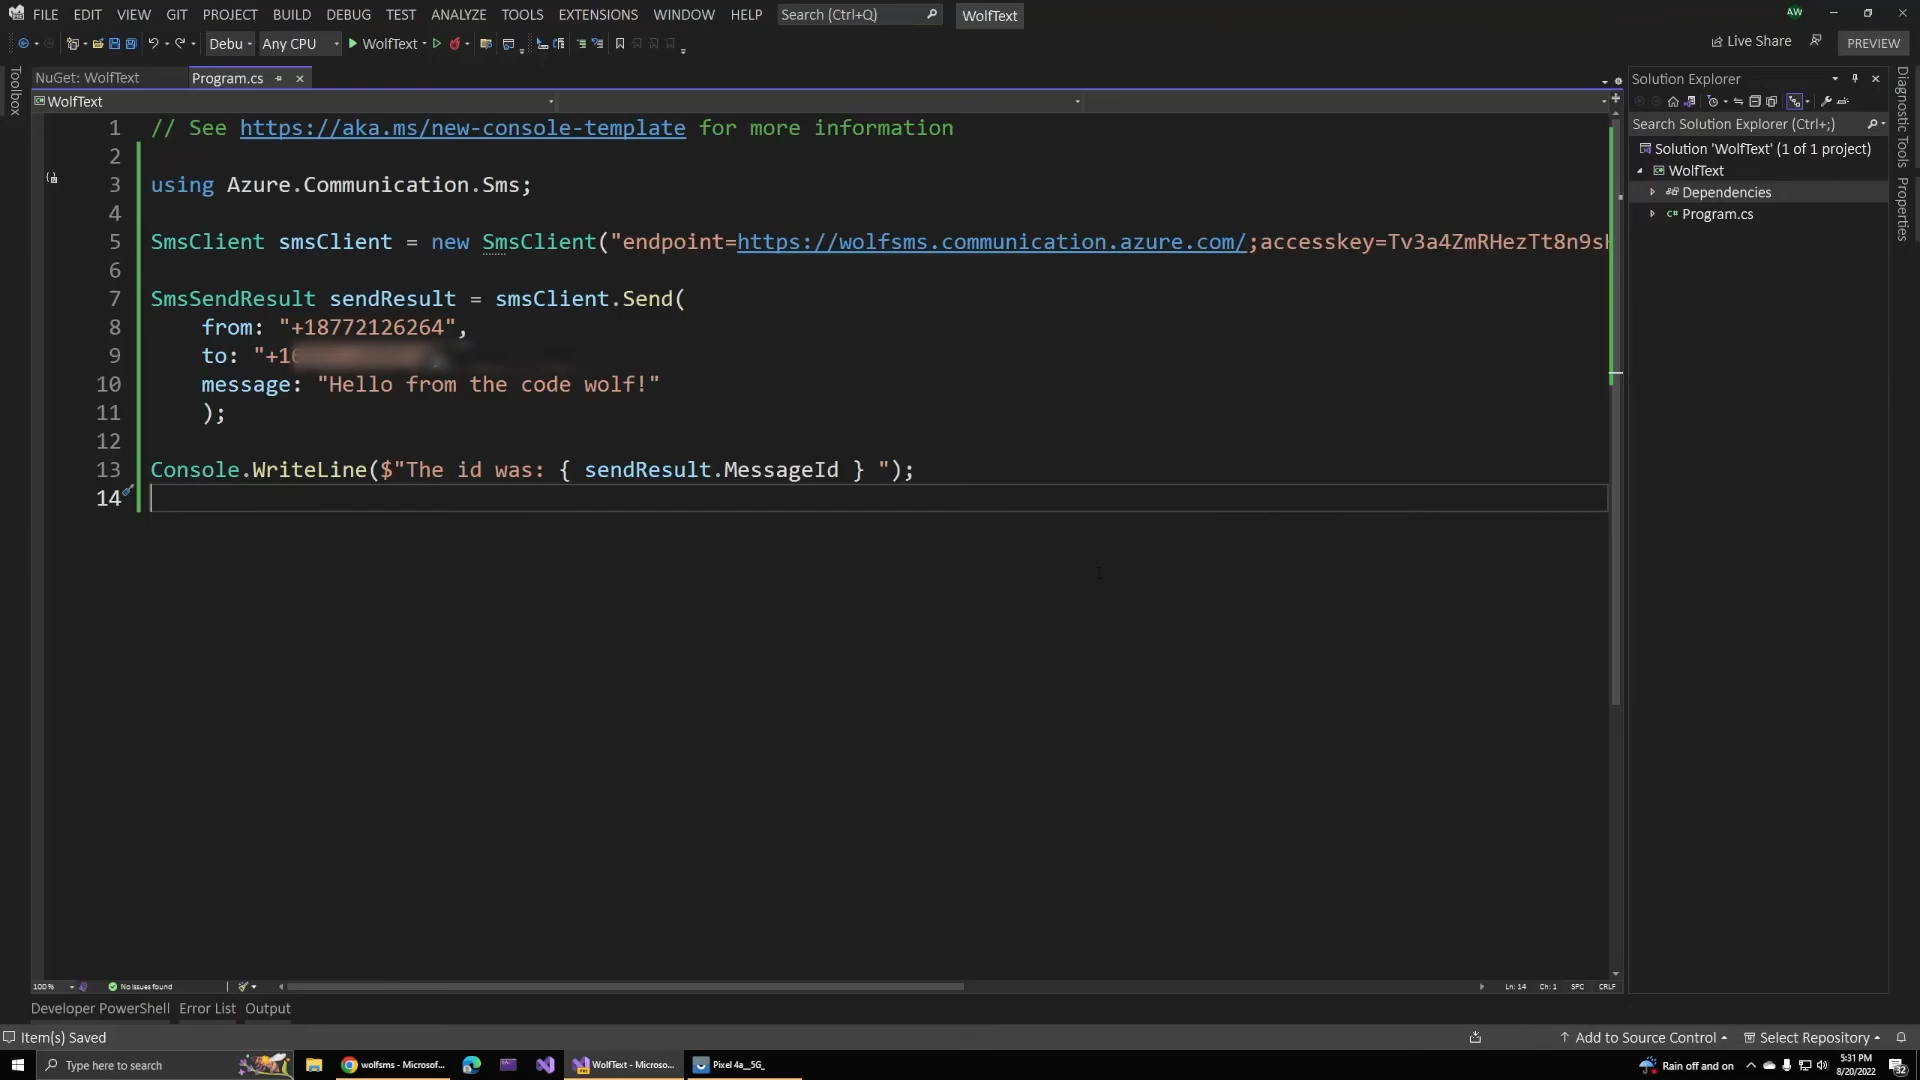 FILE EDIT VIEW GIT PROJECT BUILD DEBUG TEST ANALYZE TOOLS EXTENSIONS WINDOW HELP Search (Ctrl+Q) WolfText AW
Debu Any CPU WolfText Live Share PREVIEW
NuGet: WolfText Program.cs
WolfText
Toolbox
1 // See https://aka.ms/new-console-template for more information
2
3 using Azure.Communication.Sms;
4
5 SmsClient smsClient = new SmsClient("endpoint=https://wolfsms.communication.azure.com/;accesskey=Tv3a4ZmRHezTt8n9s
6
7 SmsSendResult sendResult = smsClient.Send(
8 from: "+18772126264",
9 to: "+1
10 message: "Hello from the code wolf!"
11 );
12
13 Console.WriteLine($"The id was: { sendResult.MessageId } ");
14
Solution Explorer
Search Solution Explorer (Ctrl+;)
Solution 'WolfText' (1 of 1 project)
WolfText
Dependencies
C# Program.cs
Diagnostic Tools
Properties
100 % No issues found Ln: 14 Ch: 1 SPC CRLF
Developer PowerShell Error List Output
Item(s) Saved Add to Source Control Select Repository
Type here to search wolfsms - Microsof... WolfText - Microso... Pixel 4a__5G_ Rain off and on 5:31 PM
8/20/2022 32